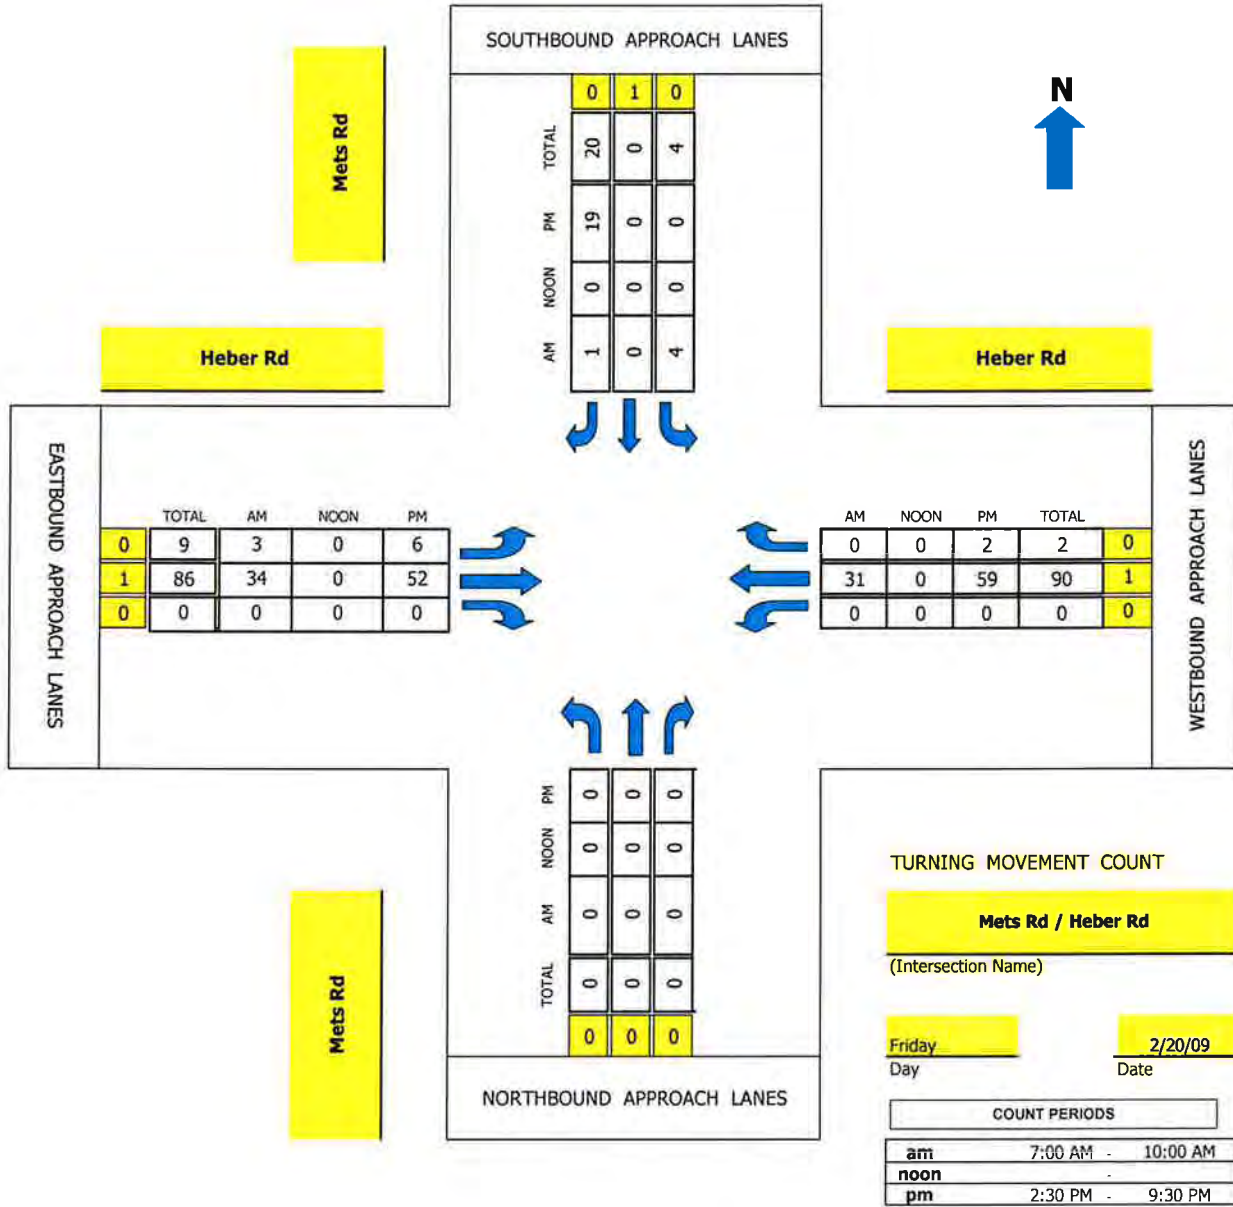 SOUTHBOUND APPROACH LANES
0 1 0
TOTAL 20 0 4
PM 19 0 0
NOON 0 0 0
AM 1 0 4
N
Mets Rd
Heber Rd
Heber Rd
EASTBOUND APPROACH LANES
TOTAL AM NOON PM
0 9 3 0 6
1 86 34 0 52
0 0 0 0 0
AM NOON PM TOTAL
0 0 2 2 0
31 0 59 90 1
0 0 0 0 0
WESTBOUND APPROACH LANES
PM 0 0 0
NOON 0 0 0
AM 0 0 0
TOTAL 0 0 0
0 0 0
NORTHBOUND APPROACH LANES
Mets Rd
TURNING MOVEMENT COUNT
Mets Rd / Heber Rd
(Intersection Name)
Friday 2/20/09
Day Date
COUNT PERIODS
am 7:00 AM - 10:00 AM
noon -
pm 2:30 PM - 9:30 PM